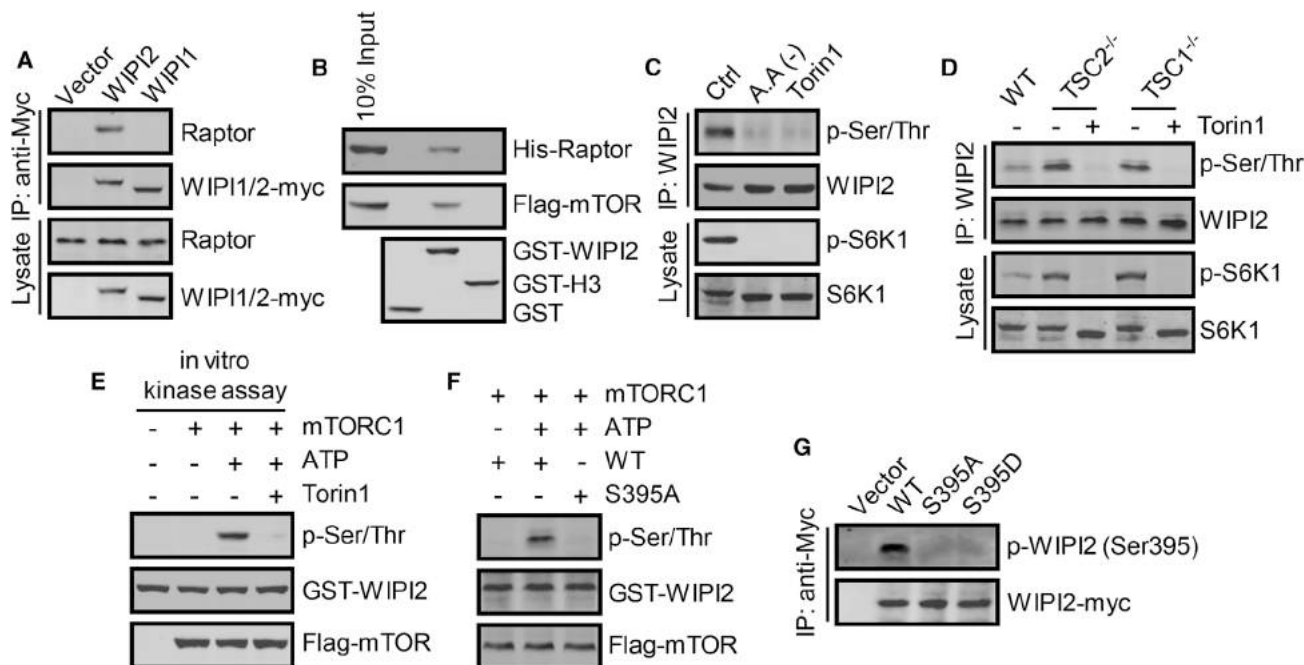 A
Vector
WIPI2
WIPI1
IP: anti-Myc
Raptor
WIPI1/2-myc
Lysate
Raptor
WIPI1/2-myc
B
10% Input
His-Raptor
Flag-mTOR
GST-WIPI2
GST-H3
GST
C
Ctrl
A.A (-)
Torin1
IP: WIPI2
p-Ser/Thr
WIPI2
Lysate
p-S6K1
S6K1
D
WT TSC2-/- TSC1-/-
- - + - + Torin1
IP: WIPI2
p-Ser/Thr
WIPI2
Lysate
p-S6K1
S6K1
E
in vitro
kinase assay
- + + + mTORC1
- - + + ATP
- - - + Torin1
p-Ser/Thr
GST-WIPI2
Flag-mTOR
F
+ + + mTORC1
- + + ATP
+ + - WT
- - + S395A
p-Ser/Thr
GST-WIPI2
Flag-mTOR
G
Vector
WT
S395A
S395D
IP: anti-Myc
p-WIPI2 (Ser395)
WIPI2-myc